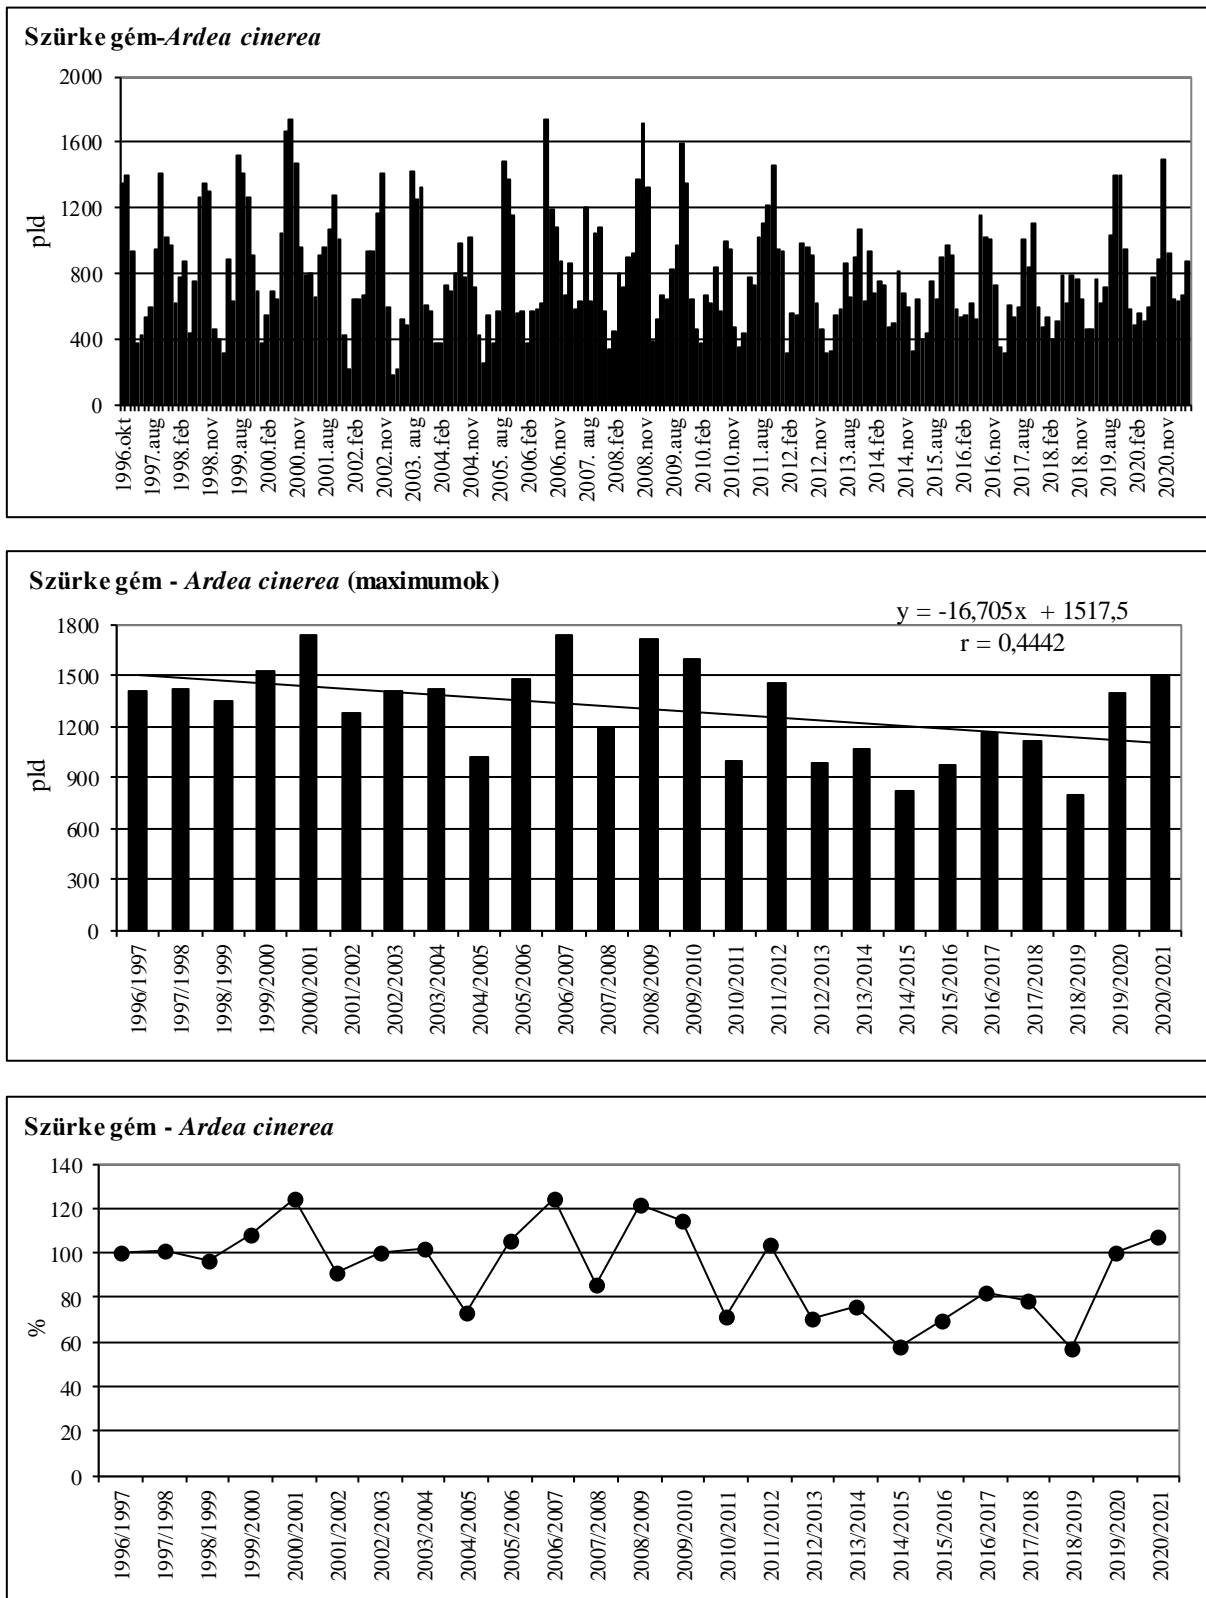 Szürke gém-Ardea cinerea
2000
1600
1200
800
400
0
pld
1996.okt
1997.aug
1998.feb
1998.nov
1999.aug
2000.feb
2000.nov
2001.aug
2002.feb
2002.nov
2003. aug
2004.feb
2004.nov
2005. aug
2006.feb
2006.nov
2007. aug
2008.feb
2008.nov
2009.aug
2010.feb
2010.nov
2011.aug
2012.feb
2012.nov
2013.aug
2014.feb
2014.nov
2015.aug
2016.feb
2016.nov
2017.aug
2018.feb
2018.nov
2019.aug
2020.feb
2020.nov
Szürke gém - Ardea cinerea (maximumok)
y = -16,705x + 1517,5
r = 0,4442
1800
1500
1200
900
600
300
0
pld
1996/1997
1997/1998
1998/1999
1999/2000
2000/2001
2001/2002
2002/2003
2003/2004
2004/2005
2005/2006
2006/2007
2007/2008
2008/2009
2009/2010
2010/2011
2011/2012
2012/2013
2013/2014
2014/2015
2015/2016
2016/2017
2017/2018
2018/2019
2019/2020
2020/2021
Szürke gém - Ardea cinerea
140
120
100
80
60
40
20
0
%
1996/1997
1997/1998
1998/1999
1999/2000
2000/2001
2001/2002
2002/2003
2003/2004
2004/2005
2005/2006
2006/2007
2007/2008
2008/2009
2009/2010
2010/2011
2011/2012
2012/2013
2013/2014
2014/2015
2015/2016
2016/2017
2017/2018
2018/2019
2019/2020
2020/2021